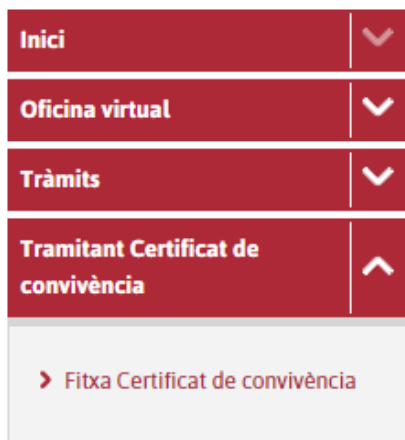 Inici
Oficina virtual
Tràmits
Tramitant Certificat de
convivència
Fitxa Certificat de convivència